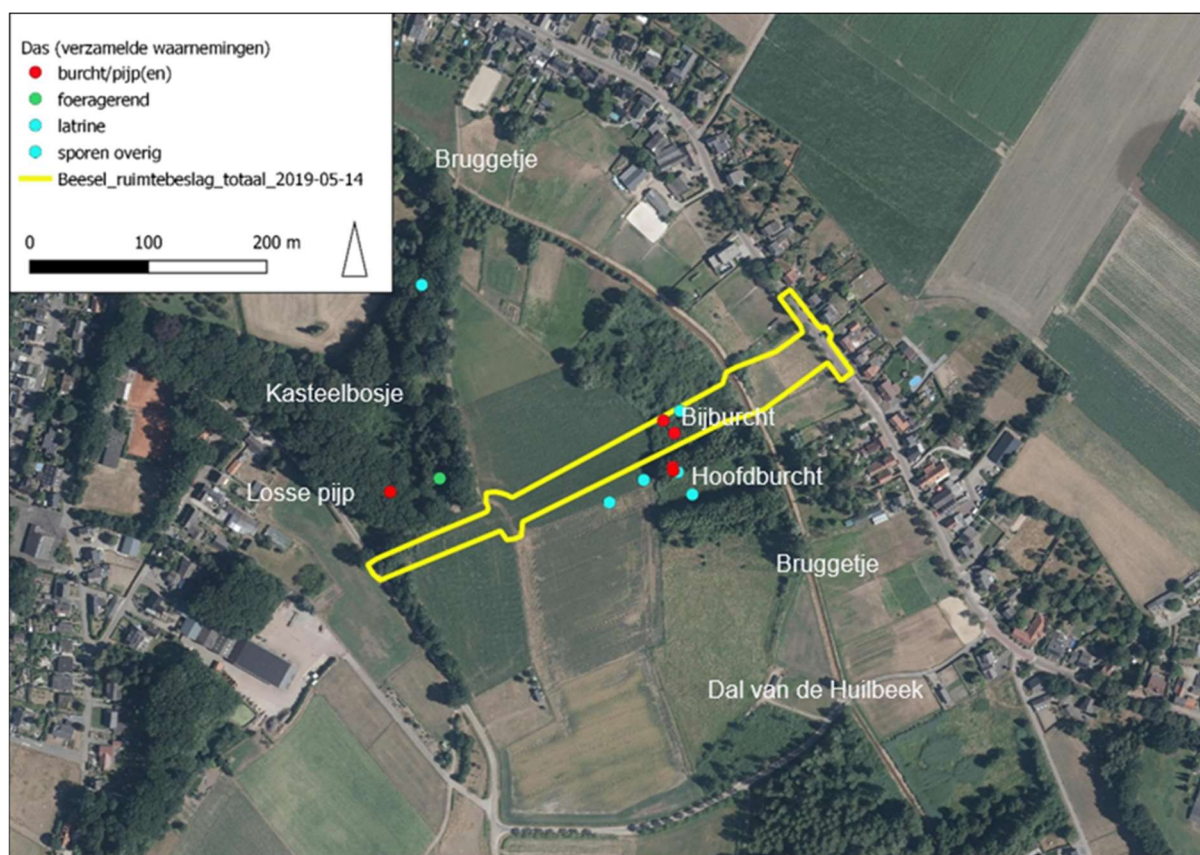 Das (verzamelde waarnemingen)
burcht/pijp(en)
foeragerend
latrine
sporen overig
Beesel_ruimtebeslag_totaal_2019-05-14
0 100 200 m
Bruggetje
Kasteelbosje
Bijburcht
Losse pijp
Hoofdburcht
Bruggetje
Dal van de Huilbeek